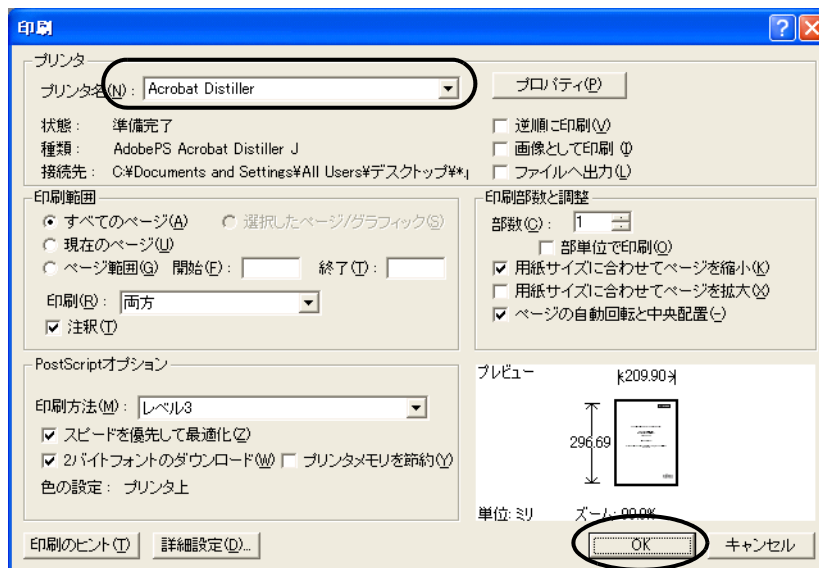 印刷
プリンタ
プリンタ名(N): Acrobat Distiller
プロパティ(P)
状態: 準備完了
種類: AdobePS Acrobat Distiller J
接続先: C:¥Documents and Settings¥All Users¥デスクトップ¥*.
逆順に印刷(V)
画像として印刷(I)
ファイルへ出力(L)
印刷範囲
すべてのページ(A) 選択したページ/グラフィック(S)
現在のページ(U)
ページ範囲(G) 開始(F): 終了(T):
印刷(R): 両方
注釈(T)
印刷部数と調整
部数(C): 1
部単位で印刷(O)
用紙サイズに合わせてページを縮小(K)
用紙サイズに合わせてページを拡大(X)
ページの自動回転と中央配置(-)
PostScriptオプション
印刷方法(M): レベル3
スピードを優先して最適化(Z)
2バイトフォントのダウンロード(W) プリンタメモリを節約(Y)
色の設定: プリンタ上
プレビュー
209.90
296.69
単位: ミリ ズーム: 99.9%
印刷のヒント(T) 詳細設定(D)... OK キャンセル